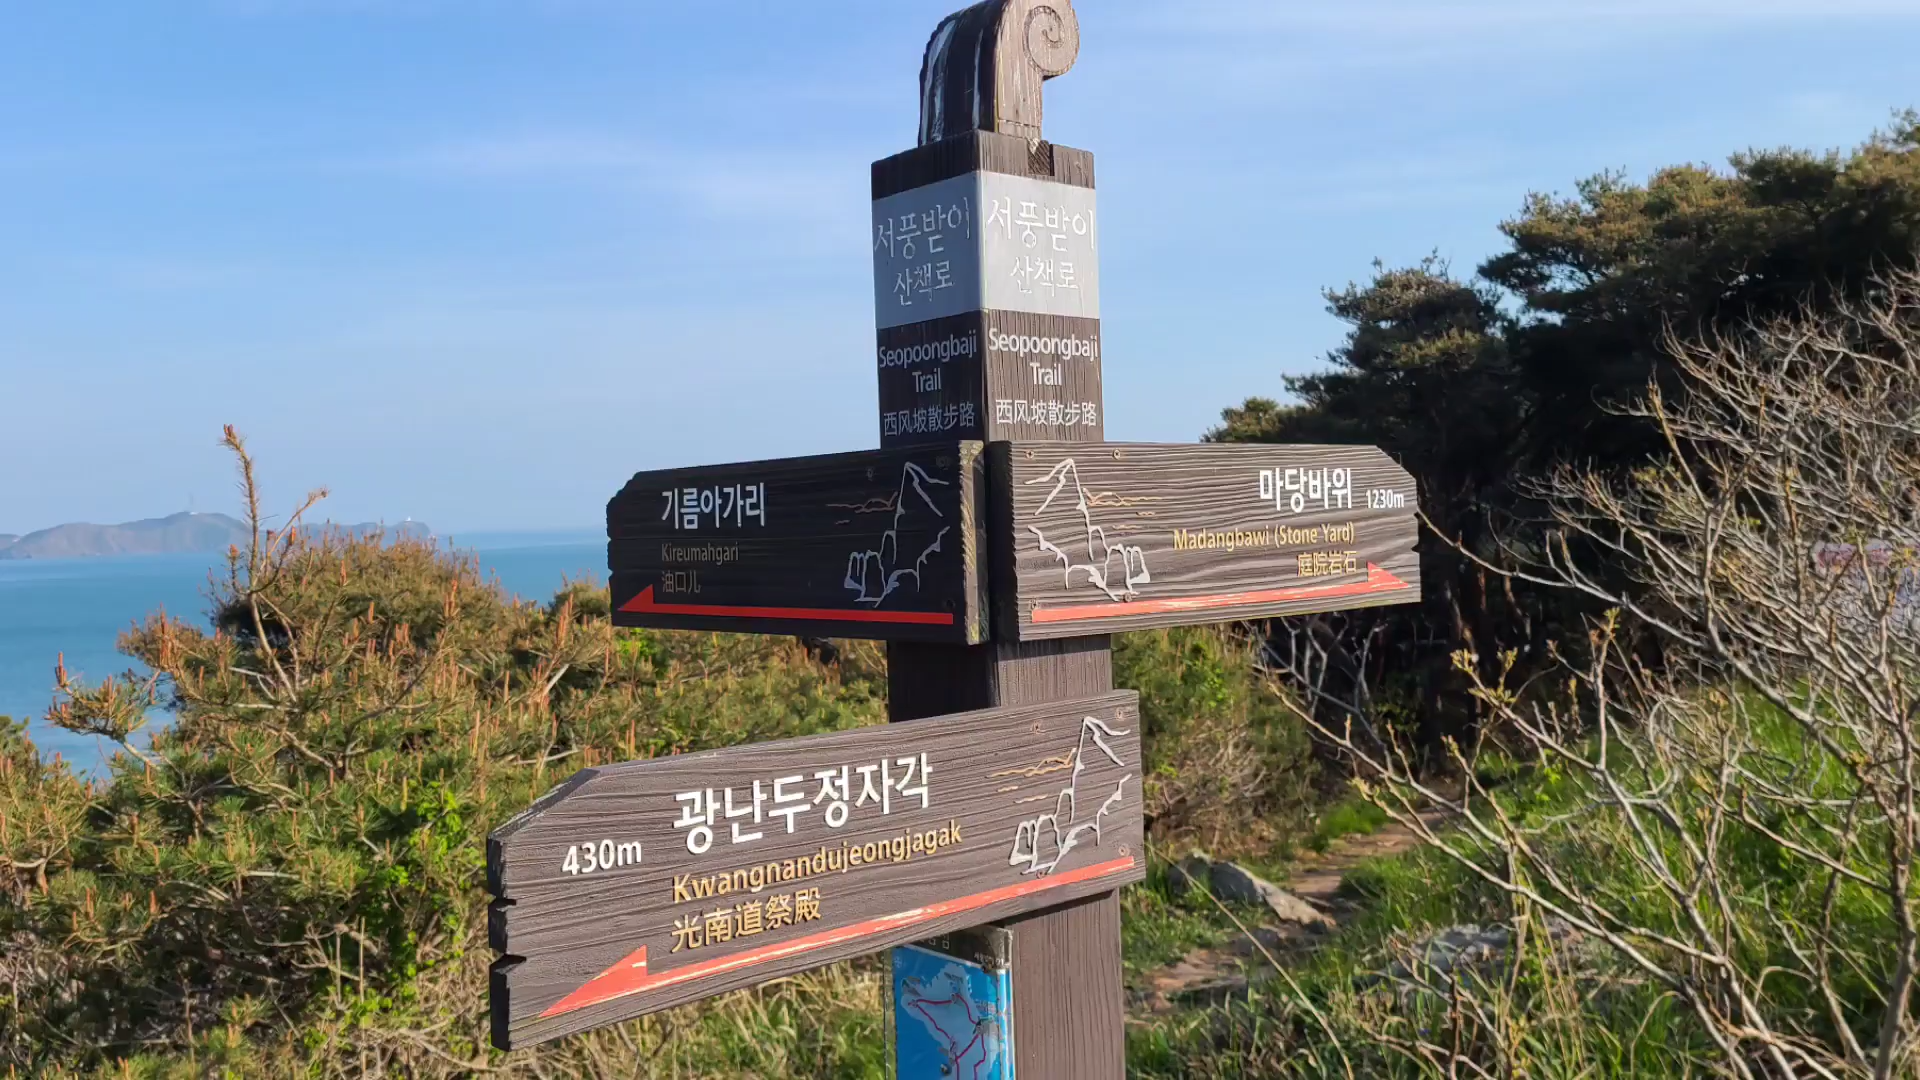 서풍받이
산책로
Seopoongbaji
Trail
西风坡散步路
서풍받이
산책로
Seopoongbaji
Trail
西风坡散步路
기름아가리
Kireumahgari
油口儿
마당바위 1230m
Madangbawi (Stone Yard)
庭院岩石
430m 광난두정자각
Kwangnandujeongjagak
光南道祭殿